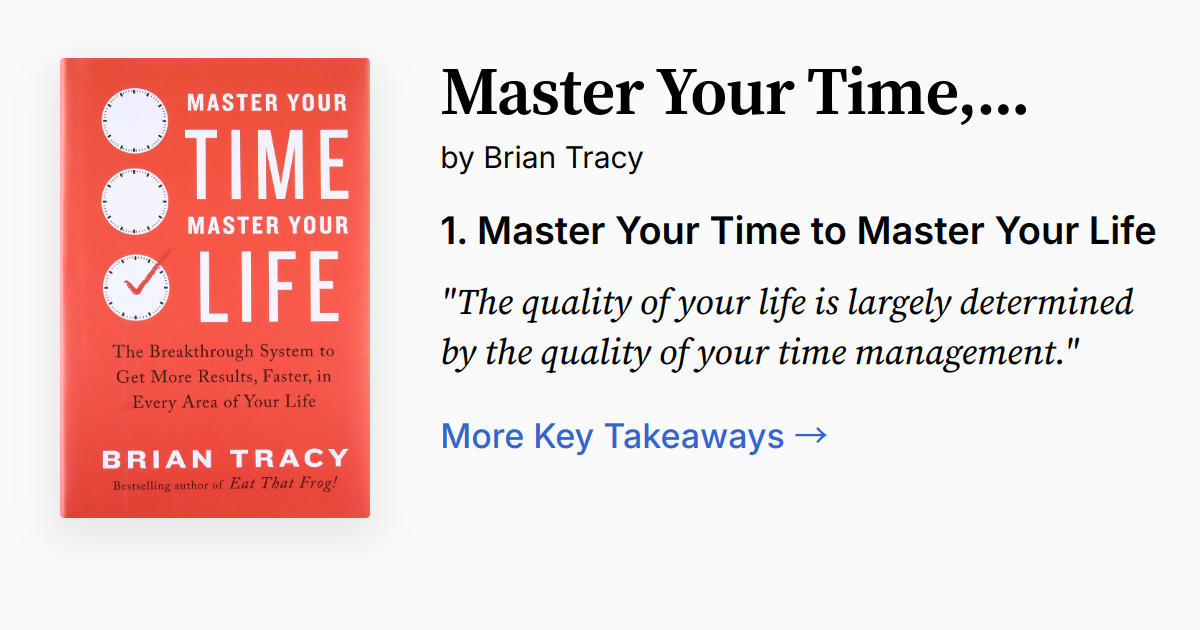 MASTER YOUR
TIME
MASTER YOUR
LIFE
The Breakthrough System to
Get More Results, Faster, in
Every Area of Your Life
BRIAN TRACY
Bestselling author of Eat That Frog!
Master Your Time,...
by Brian Tracy
1. Master Your Time to Master Your Life
"The quality of your life is largely determined
by the quality of your time management."
More Key Takeaways →